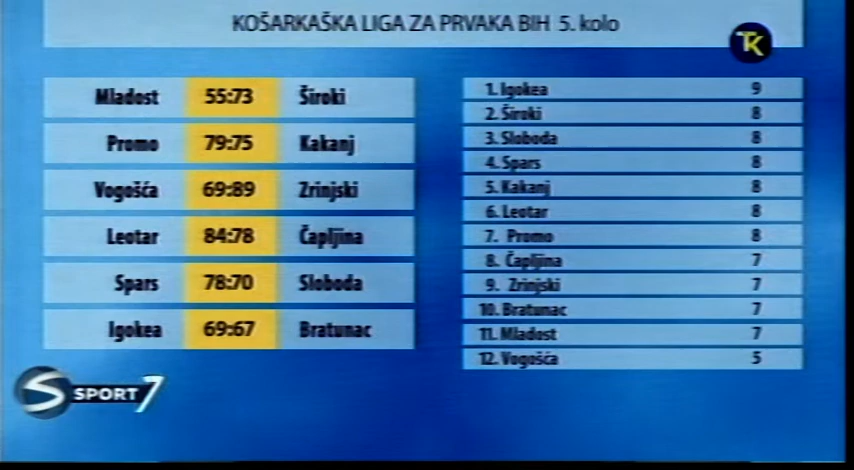 KOŠARKAŠKA LIGA ZA PRVAKA BIH 5. kolo
TK
Mladost 55:73 Široki
Promo 79:75 Kakanj
Vogošća 69:89 Zrinjski
Leotar 84:78 Čapljina
Spars 78:70 Sloboda
Igokea 69:67 Bratunac
1. Igokea 9
2. Široki 8
3. Sloboda 8
4. Spars 8
5. Kakanj 8
6. Leotar 8
7. Promo 8
8. Čapljina 7
9. Zrinjski 7
10. Bratunac 7
11. Mladost 7
12. Vogošća 5
S SPORT 7